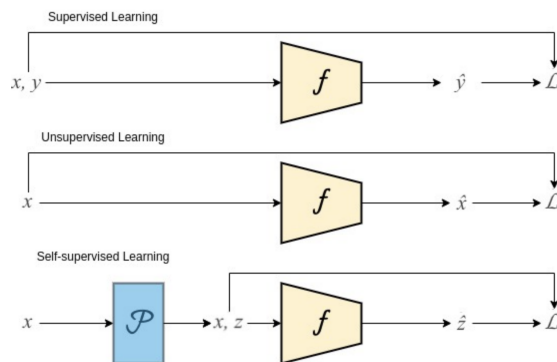 Supervised Learning
x, y f ŷ ℒ
Unsupervised Learning
x f x̂ ℒ
Self-supervised Learning
x 𝒫 x, z f ẑ ℒ